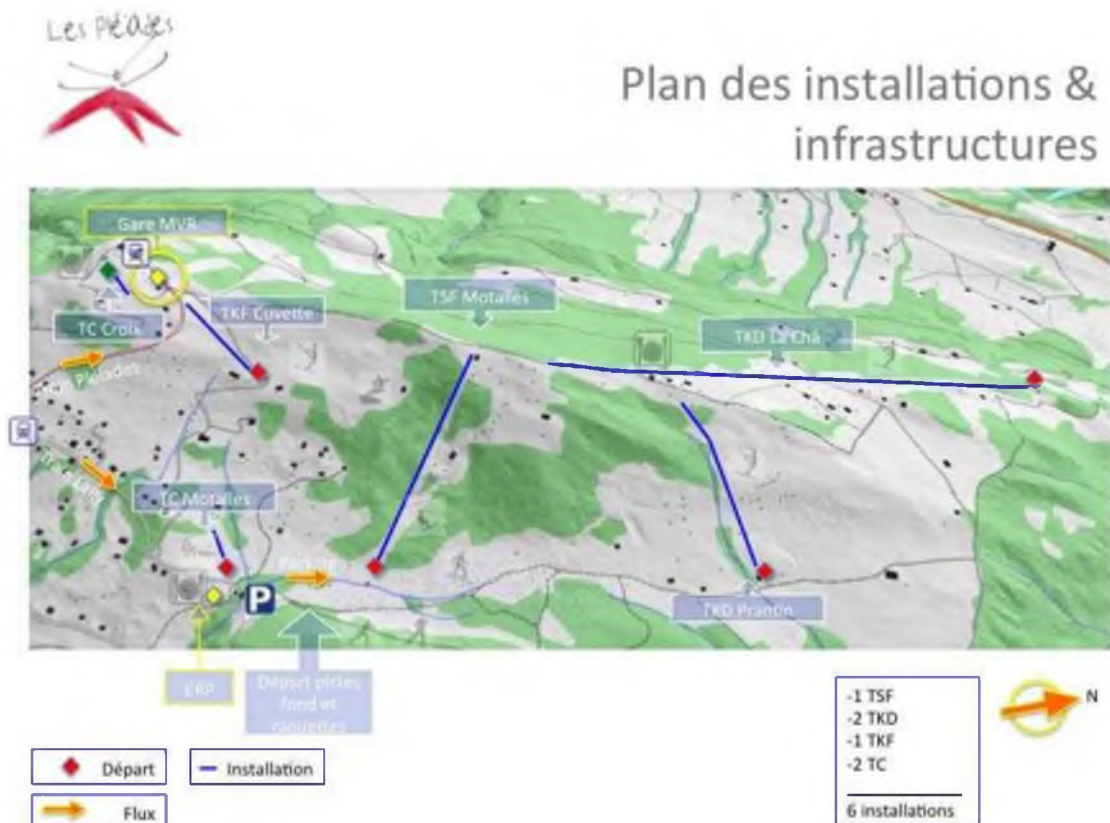 Les Pléiades
Plan des installations &
infrastructures
Gare MVR
TC Croix
TKF Cuvette
TSF Motalles
TKD La Châ
Pleiades
TC Motalles
P
TKD Prantin
ERP
Départ pistes
fond et
raquettes
Départ
Installation
Flux
-1 TSF
-2 TKD
-1 TKF
-2 TC
6 installations
N